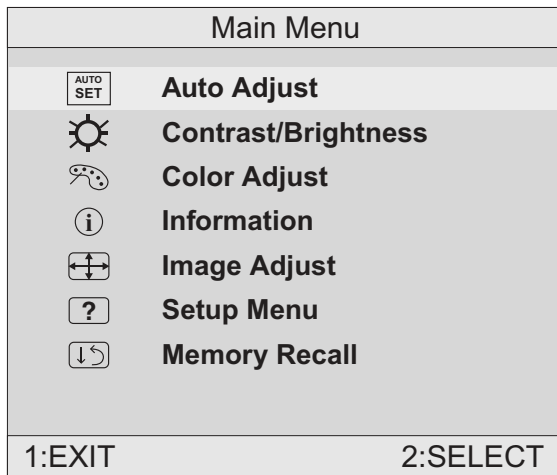 Main Menu
AUTO
SET
Auto Adjust
Contrast/Brightness
Color Adjust
i
Information
Image Adjust
?
Setup Menu
Memory Recall
1:EXIT
2:SELECT